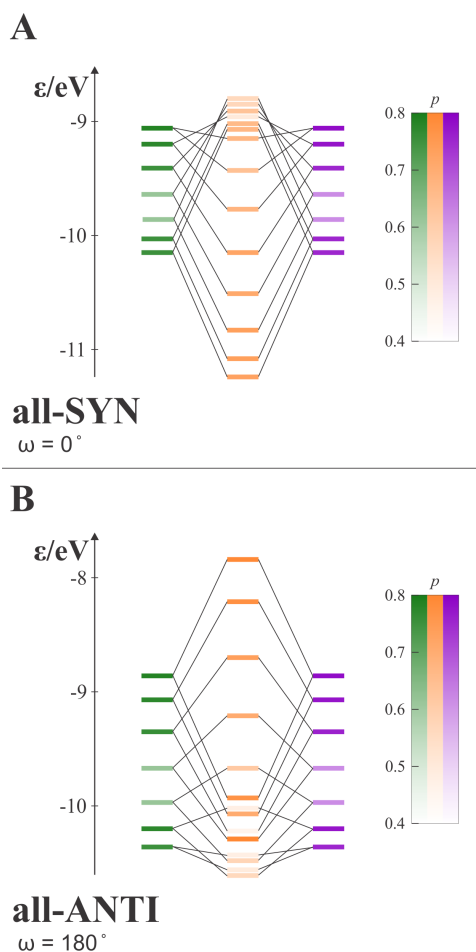 A
ε/eV
p
-9
0.8
0.7
-10
0.6
0.5
-11
0.4
all-SYN
ω = 0°
B
ε/eV
-8
p
0.8
-9
0.7
0.6
-10
0.5
0.4
all-ANTI
ω = 180°